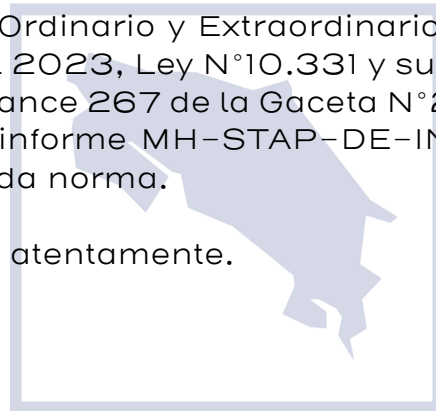 Ordinario y Extraordinario
2023, Ley N°10.331 y su
ance 267 de la Gaceta N°
informe MH-STAP-DE-IN
da norma.
atentamente.